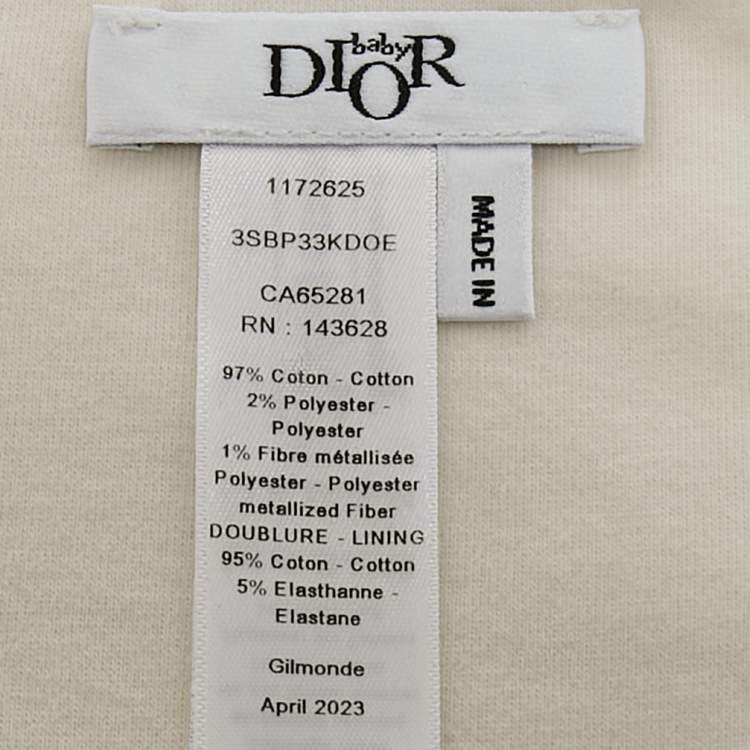 baby
DIOR
1172625
3SBP33KDOE
CA65281
RN : 143628
97% Coton - Cotton
2% Polyester -
Polyester
1% Fibre métallisée
Polyester - Polyester
metallized Fiber
DOUBLURE - LINING
95% Coton - Cotton
5% Elasthanne -
Elastane
Gilmonde
April 2023
MADE IN